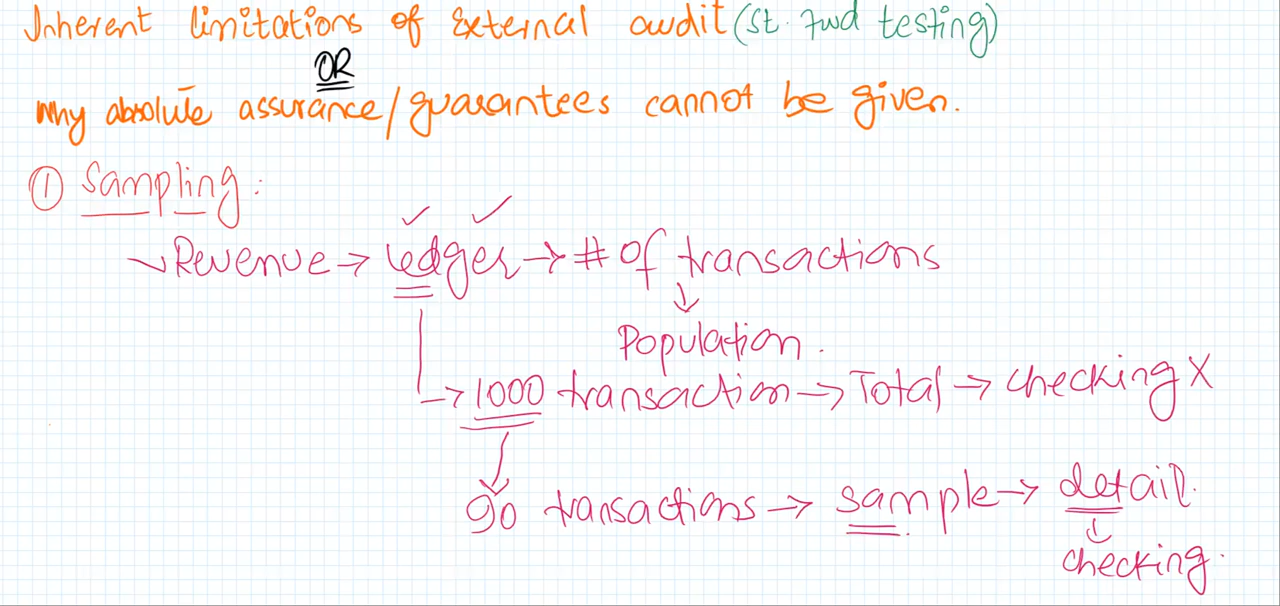 Inherent limitations of External audit (st. fwd testing)
OR
Why absolute assurance/guarantees cannot be given.
① Sampling:
Revenue → ledger → # of transactions
↓
Population.
→ 1000 transaction → Total → checking X
90 transactions → sample → detail.
↓
checking.